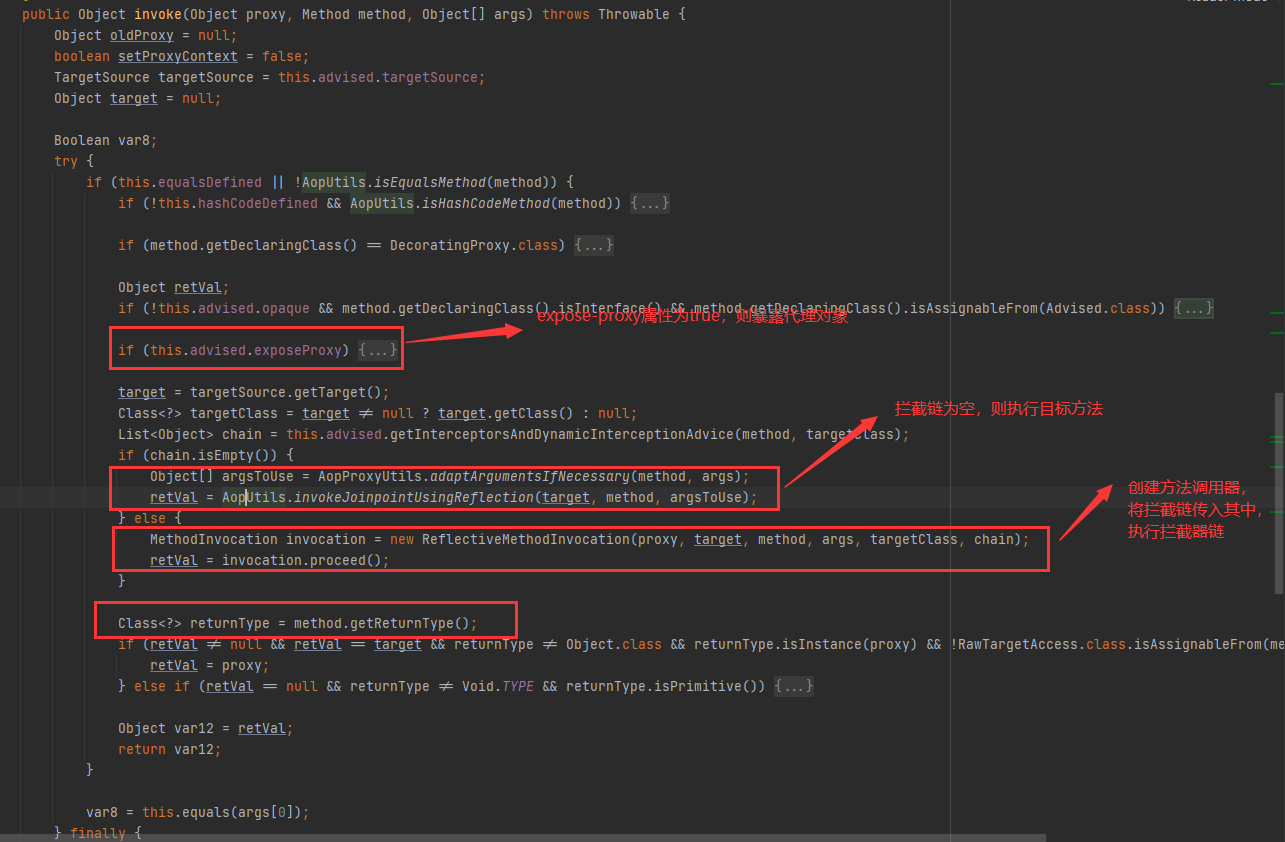 public Object invoke(Object proxy, Method method, Object[] args) throws Throwable {
Object oldProxy = null;
boolean setProxyContext = false;
TargetSource targetSource = this.advised.targetSource;
Object target = null;
Boolean var8;
try {
if (this.equalsDefined || !AopUtils.isEqualsMethod(method)) {
if (!this.hashCodeDefined && AopUtils.isHashCodeMethod(method)) {...}
if (method.getDeclaringClass() == DecoratingProxy.class) {...}
Object retVal;
if (!this.advised.opaque && method.getDeclaringClass().isInterface() && method.getDeclaringClass().isAssignableFrom(Advised.class)) {...}
expose-proxy属性为true，则暴露代理对象
if (this.advised.exposeProxy) {...}
target = targetSource.getTarget();
Class<?> targetClass = target != null ? target.getClass() : null;
拦截链为空，则执行目标方法
List<Object> chain = this.advised.getInterceptorsAndDynamicInterceptionAdvice(method, targetClass);
if (chain.isEmpty()) {
Object[] argsToUse = AopProxyUtils.adaptArgumentsIfNecessary(method, args);
retVal = AopUtils.invokeJoinpointUsingReflection(target, method, argsToUse);
创建方法调用器，
将拦截链传入其中，
执行拦截器链
} else {
MethodInvocation invocation = new ReflectiveMethodInvocation(proxy, target, method, args, targetClass, chain);
retVal = invocation.proceed();
}
Class<?> returnType = method.getReturnType();
if (retVal != null && retVal == target && returnType != Object.class && returnType.isInstance(proxy) && !RawTargetAccess.class.isAssignableFrom(me
retVal = proxy;
} else if (retVal == null && returnType != Void.TYPE && returnType.isPrimitive()) {...}
Object var12 = retVal;
return var12;
}
var8 = this.equals(args[0]);
} finally {